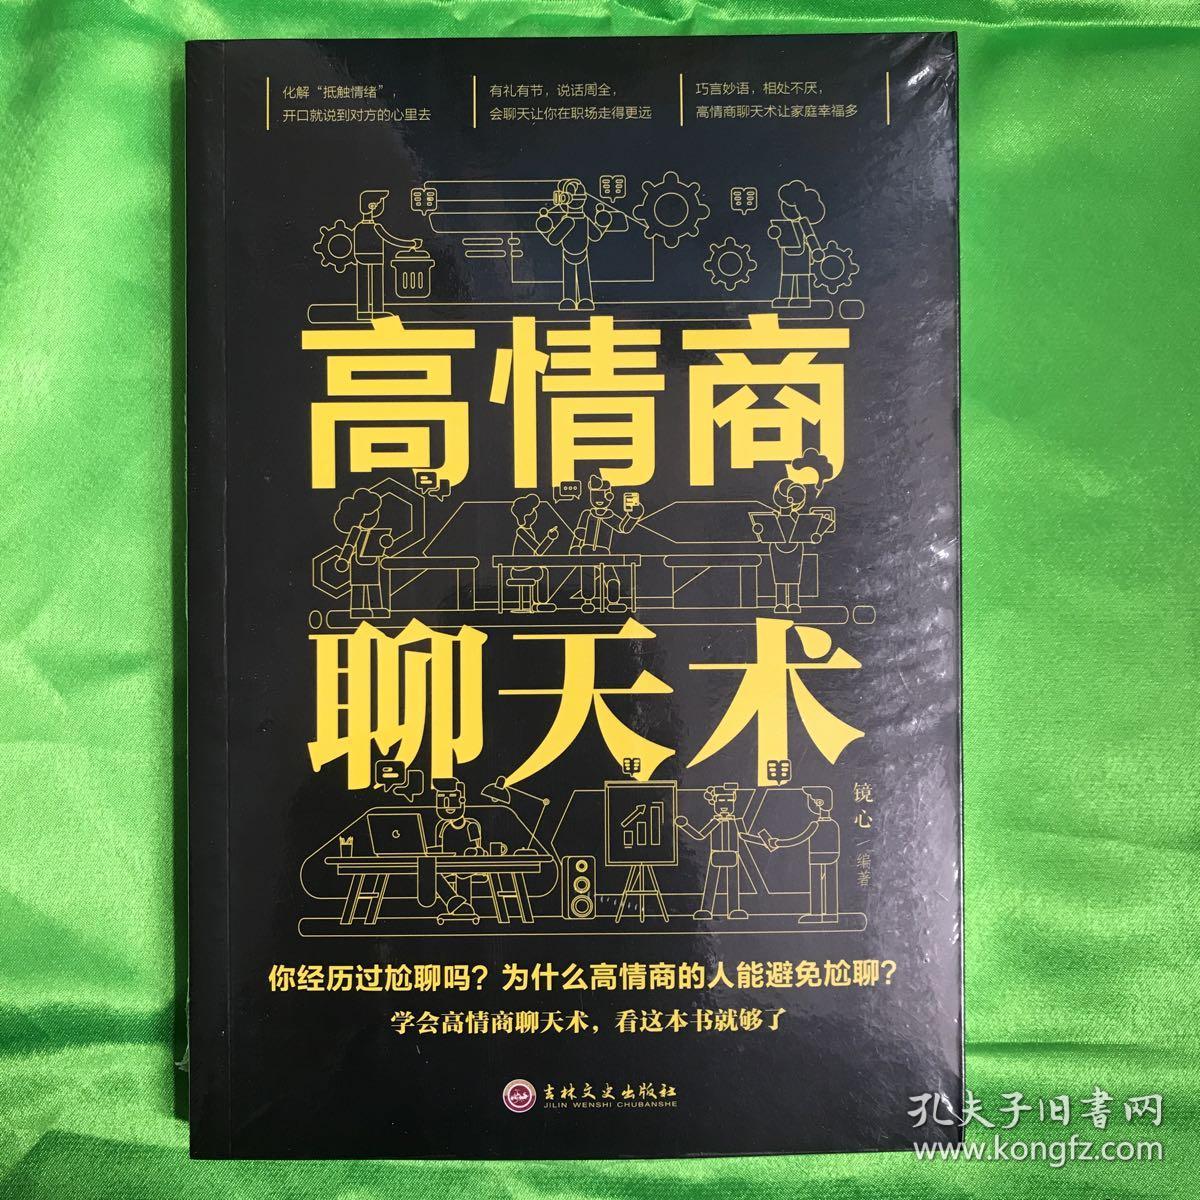 化解“抵触情绪”，
开口就说到对方的心里去
有礼有节，说话周全，
会聊天让你在职场走得更远
巧言妙语，相处不厌，
高情商聊天术让家庭幸福多
高情商
聊天术
镜心／编著
你经历过尬聊吗？为什么高情商的人能避免尬聊？
学会高情商聊天术，看这本书就够了
吉林文史出版社
JILIN WENSHI CHUBANSHE
孔夫子旧书网
www.kongfz.com